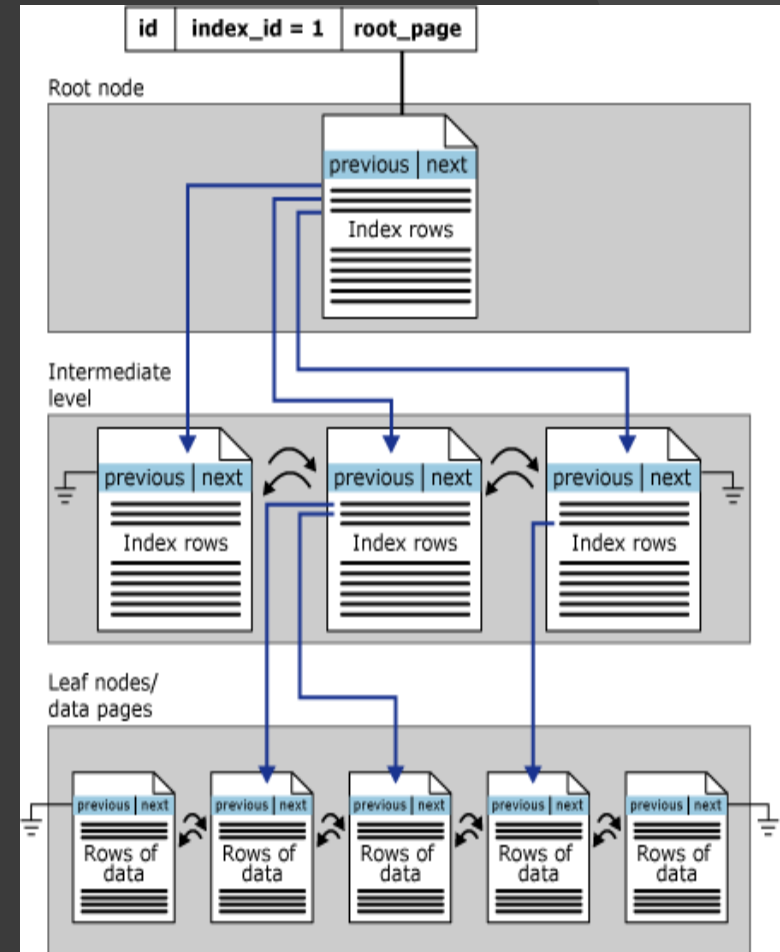 id index_id = 1 root_page
Root node
previous next
Index rows
Intermediate
level
previous next previous next previous next
Index rows Index rows Index rows
Leaf nodes/
data pages
previous next previous next previous next previous next previous next
Rows of Rows of Rows of Rows of Rows of
data data data data data